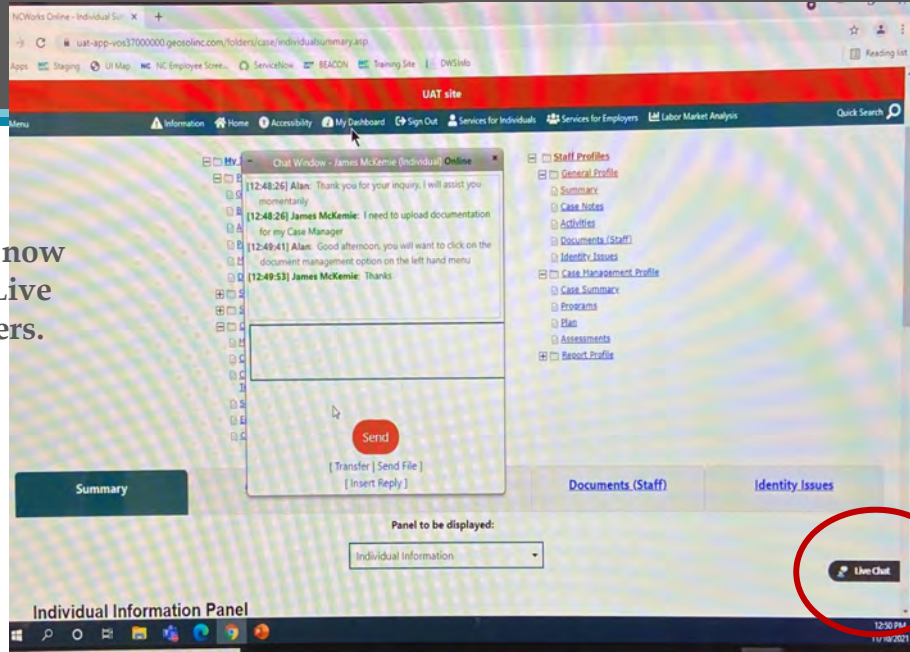 NCWorks Online - Individual Sum
uat-app-vos37000000.geosolinc.com/folders/case/individualsummary.asp
Apps Staging UI Map NC Employee Scree... ServiceNow BEACON Training Site DWSInfo
Reading list
UAT site
Menu Information Home Accessibility My Dashboard Sign Out Services for Individuals Services for Employers Labor Market Analysis Quick Search
now
Live
ers.
Chat Window - James McKemie (Individual) Online
[12:48:26] Alan: Thank you for your inquiry, I will assist you
momentarily
[12:48:26] James McKemie: I need to upload documentation
for my Case Manager
[12:49:41] Alan: Good afternoon, you will want to click on the
document management option on the left hand menu
[12:49:53] James McKemie: Thanks
Send
[ Transfer | Send File ]
[ Insert Reply ]
Staff Profiles
General Profile
Summary
Case Notes
Activities
Documents (Staff)
Identity Issues
Case Management Profile
Case Summary
Programs
Plan
Assessments
Report Profile
Summary
Documents (Staff)
Identity Issues
Panel to be displayed:
Individual Information
Live Chat
Individual Information Panel
12:50 PM
11/10/2021